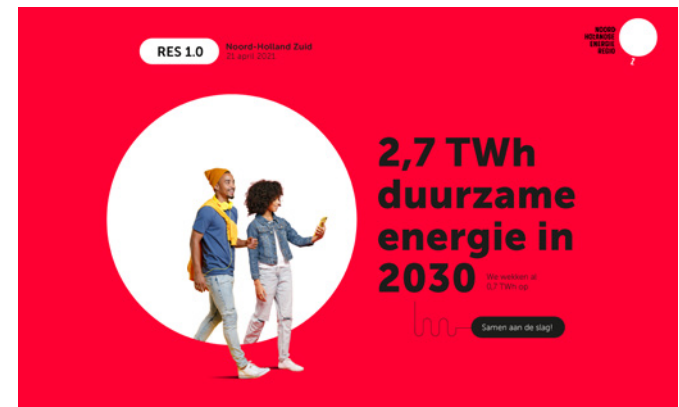 RES 1.0
Noord-Holland Zuid
21 april 2021
NOORD
HOLLANDSE
ENERGIE
REGIO
2,7 TWh
duurzame
energie in
2030
We wekken al
0,7 TWh op
Samen aan de slag!